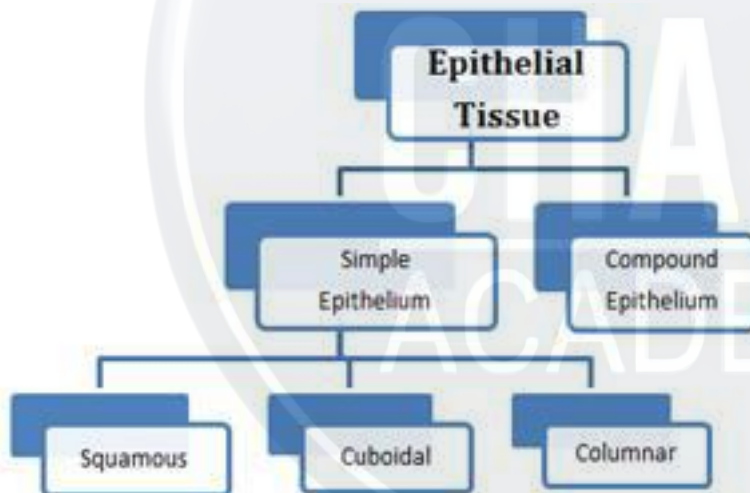 Epithelial
Tissue
Simple
Epithelium
Compound
Epithelium
Squamous
Cuboidal
Columnar